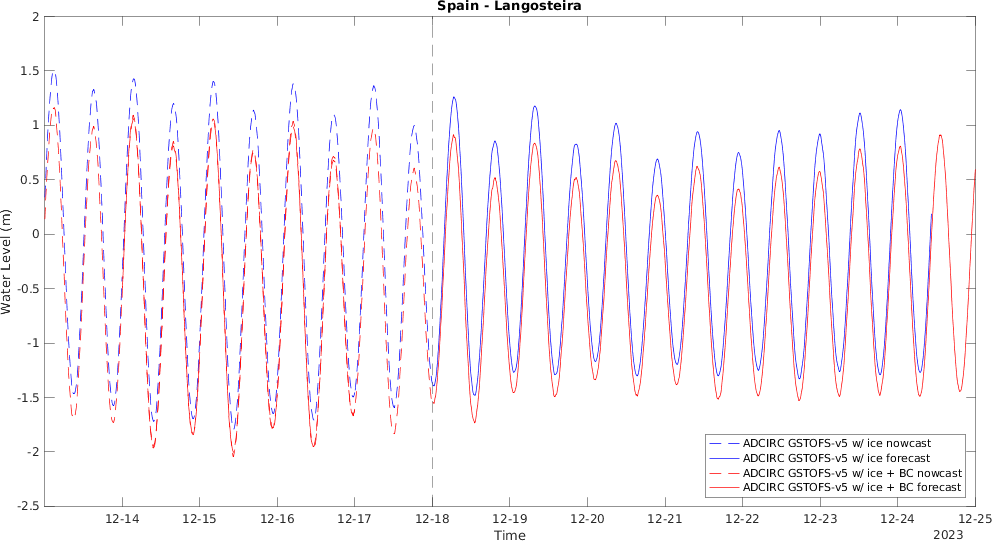 Spain - Langosteira
2
1.5
1
0.5
0
-0.5
-1
-1.5
-2
-2.5
Water Level (m)
12-14 12-15 12-16 12-17 12-18 12-19 12-20 12-21 12-22 12-23 12-24 12-25
Time
2023
ADCIRC GSTOFS-v5 w/ ice nowcast
ADCIRC GSTOFS-v5 w/ ice forecast
ADCIRC GSTOFS-v5 w/ ice + BC nowcast
ADCIRC GSTOFS-v5 w/ ice + BC forecast